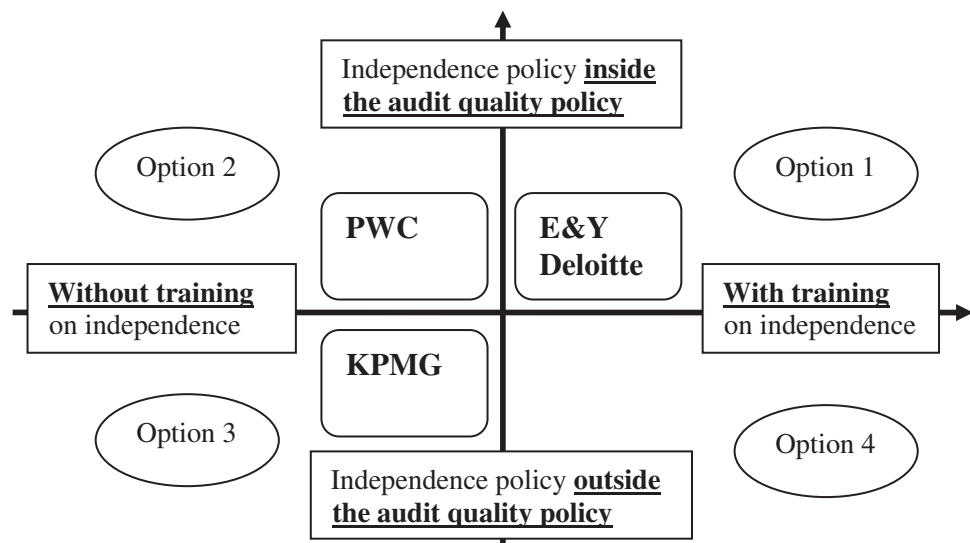 Independence policy inside
the audit quality policy
Option 2
Option 1
PWC
E&Y
Deloitte
Without training
on independence
With training
on independence
KPMG
Option 3
Option 4
Independence policy outside
the audit quality policy